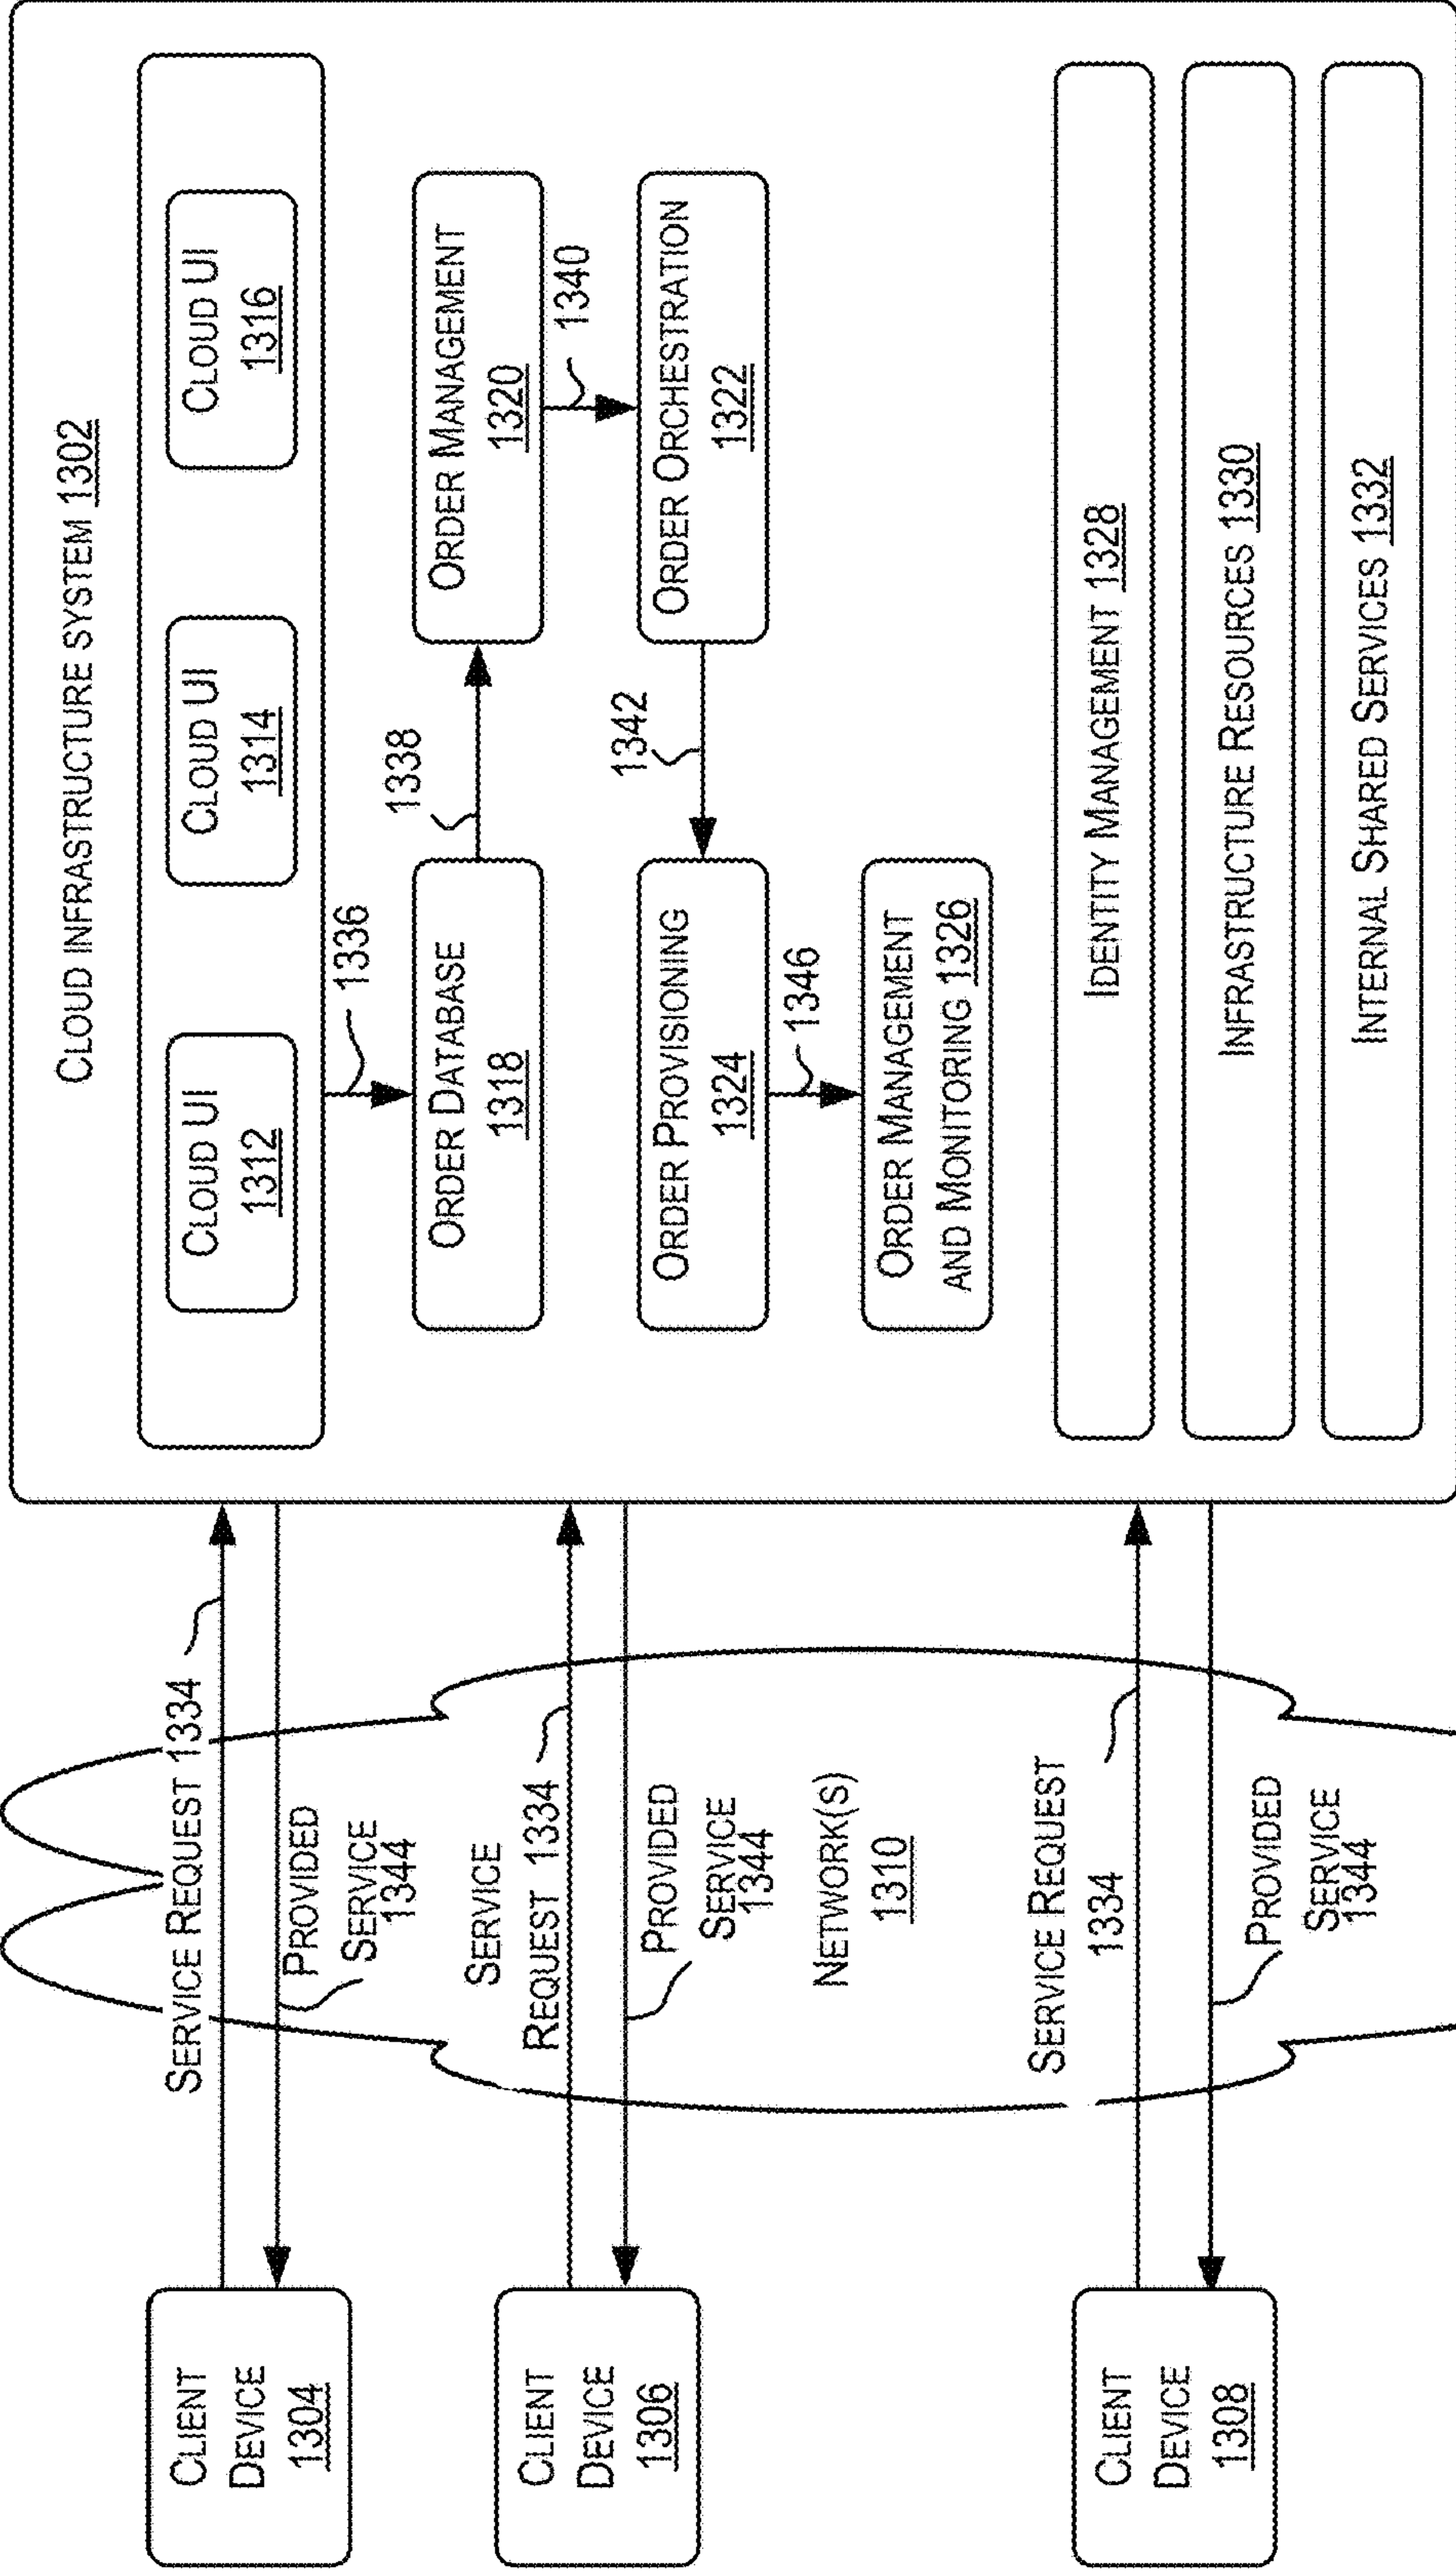 CLOUD INFRASTRUCTURE SYSTEM 1302
CLOUD UI
1312
CLOUD UI
1314
CLOUD UI
1316
1336
ORDER DATABASE
1318
1338
ORDER MANAGEMENT
1320
1340
ORDER ORCHESTRATION
1322
1342
ORDER PROVISIONING
1324
1346
ORDER MANAGEMENT
AND MONITORING 1326
IDENTITY MANAGEMENT 1328
INFRASTRUCTURE RESOURCES 1330
INTERNAL SHARED SERVICES 1332
CLIENT
DEVICE
1304
SERVICE REQUEST 1334
PROVIDED
SERVICE
1344
CLIENT
DEVICE
1306
SERVICE
REQUEST 1334
PROVIDED
SERVICE
1344
NETWORK(S)
1310
CLIENT
DEVICE
1308
SERVICE REQUEST
1334
PROVIDED
SERVICE
1344